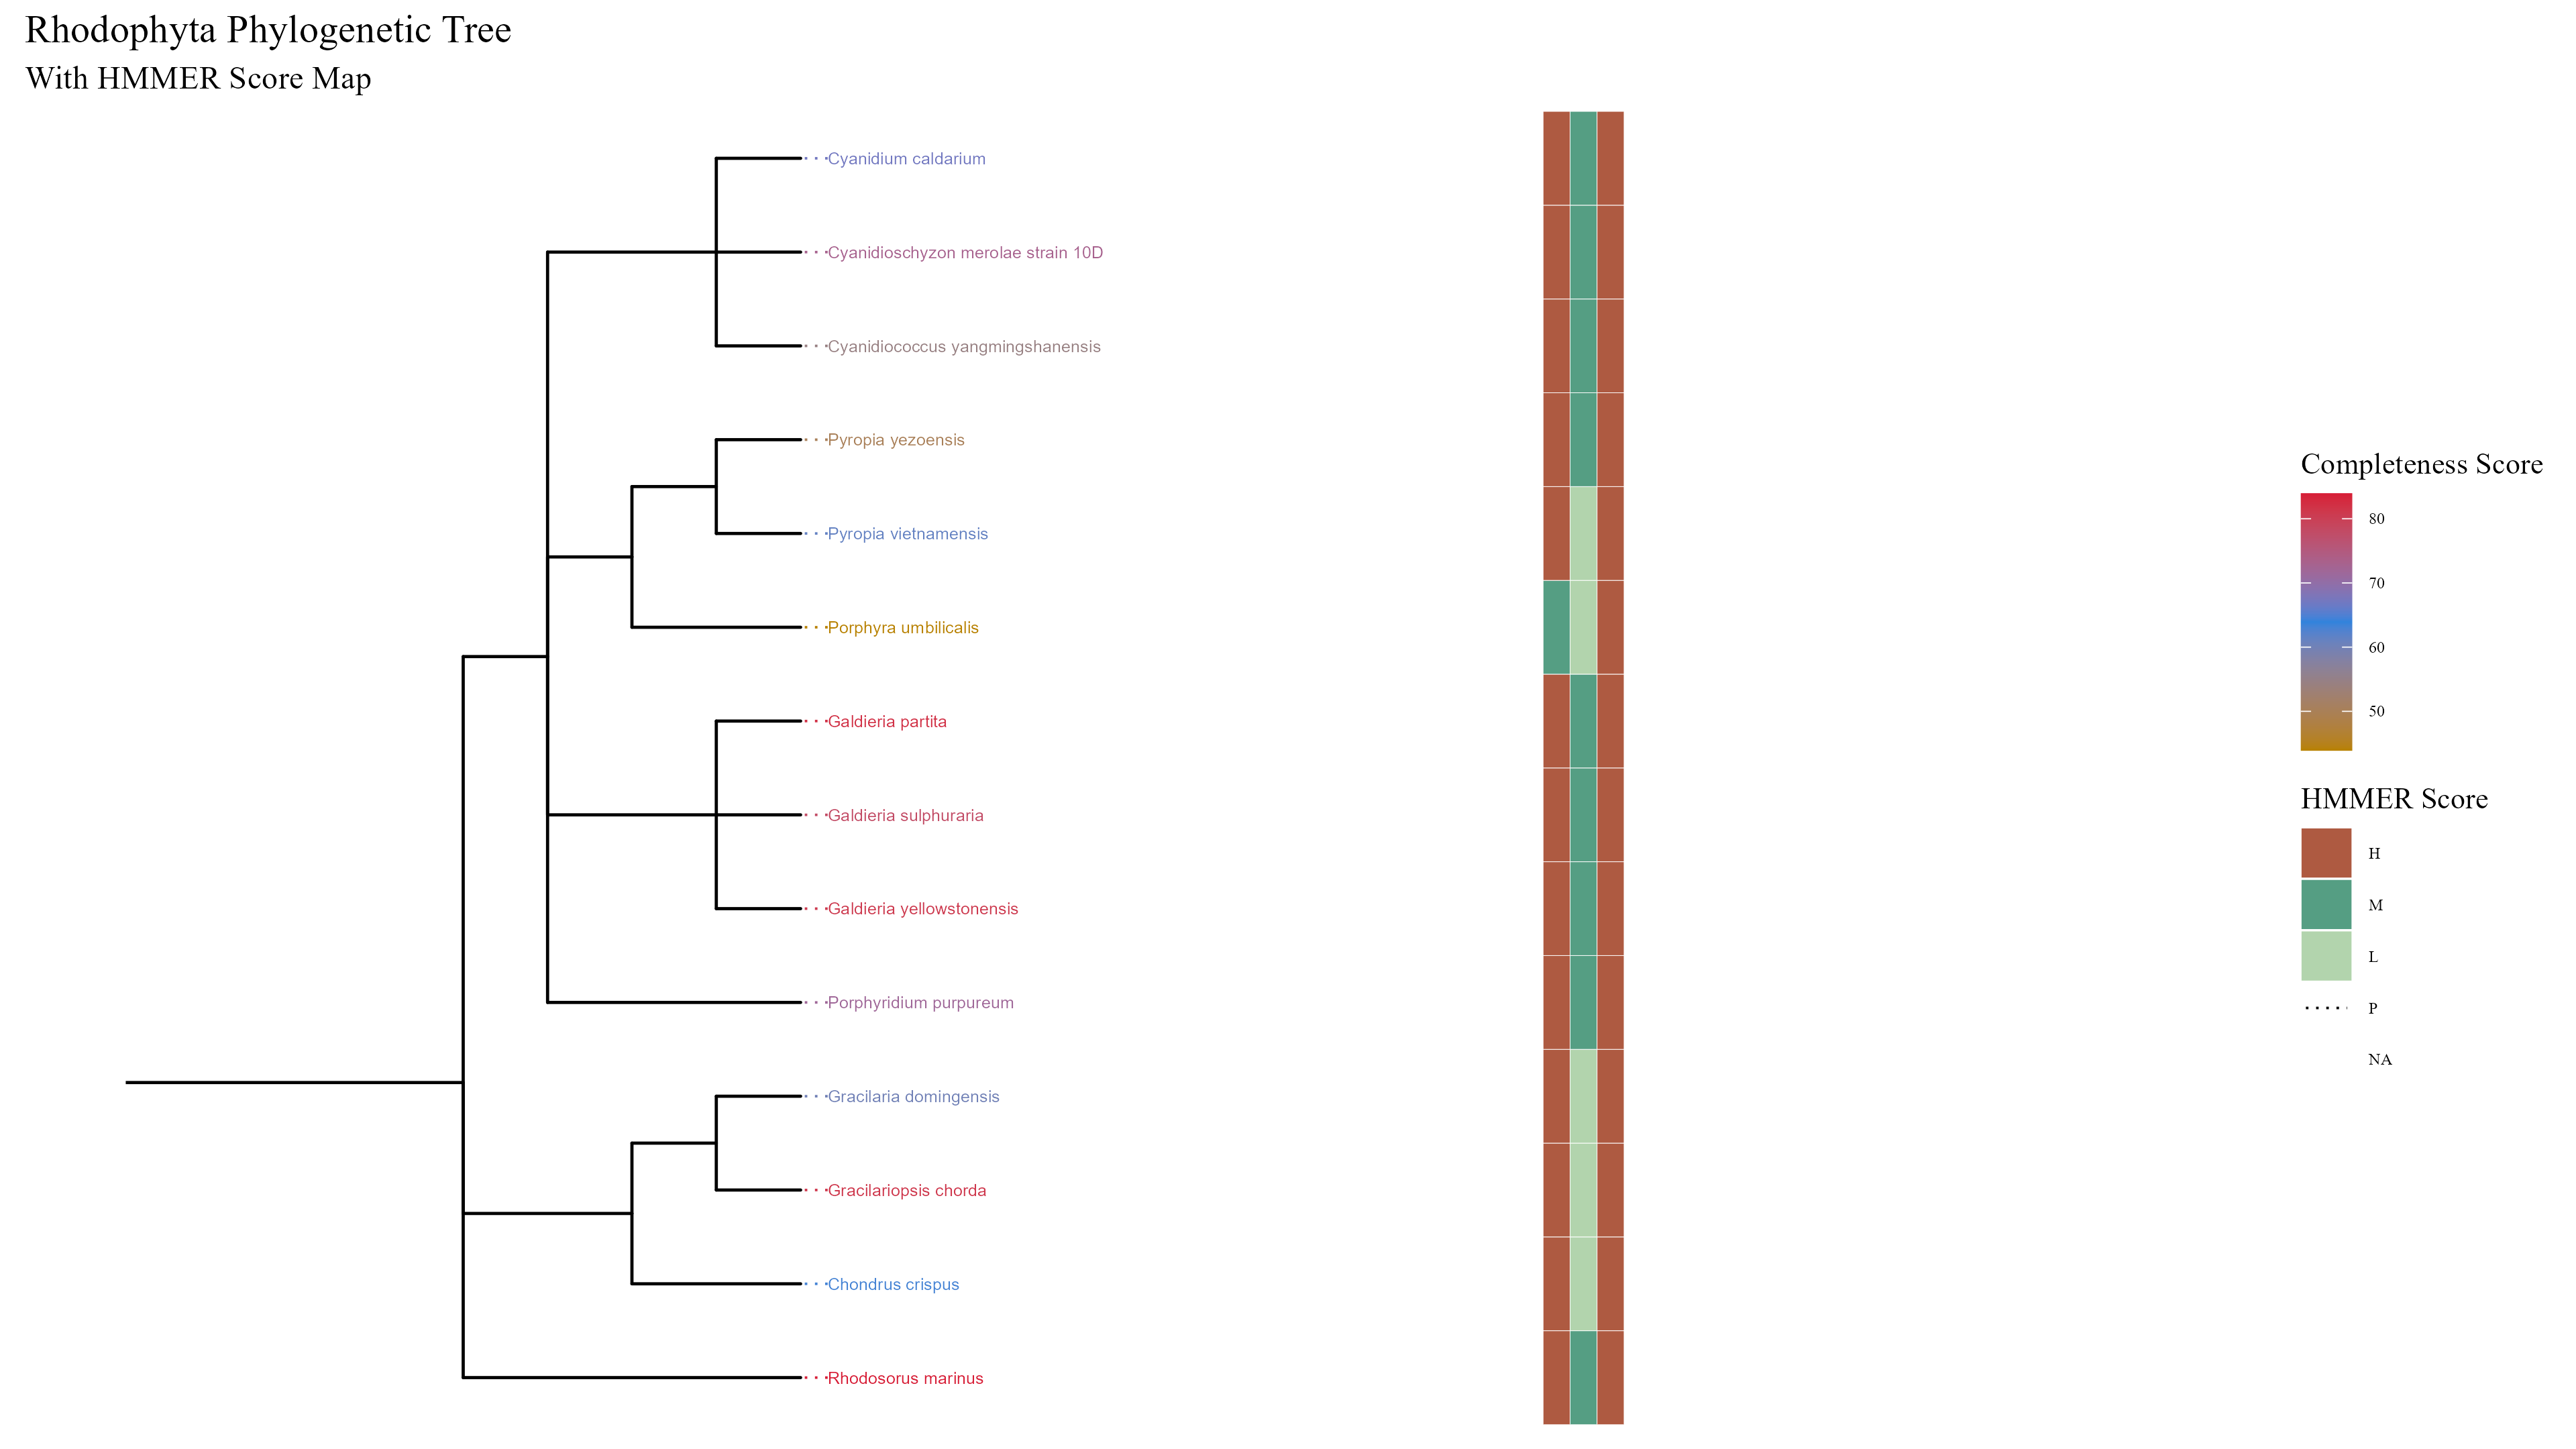 Rhodophyta Phylogenetic Tree
With HMMER Score Map
Cyanidium caldarium
Cyanidioschyzon merolae strain 10D
Cyanidiococcus yangmingshanensis
Pyropia yezoensis
Pyropia vietnamensis
Porphyra umbilicalis
Galdieria partita
Galdieria sulphuraria
Galdieria yellowstonensis
Porphyridium purpureum
Gracilaria domingensis
Gracilariopsis chorda
Chondrus crispus
Rhodosorus marinus
Completeness Score
80
70
60
50
HMMER Score
H
M
L
P
NA